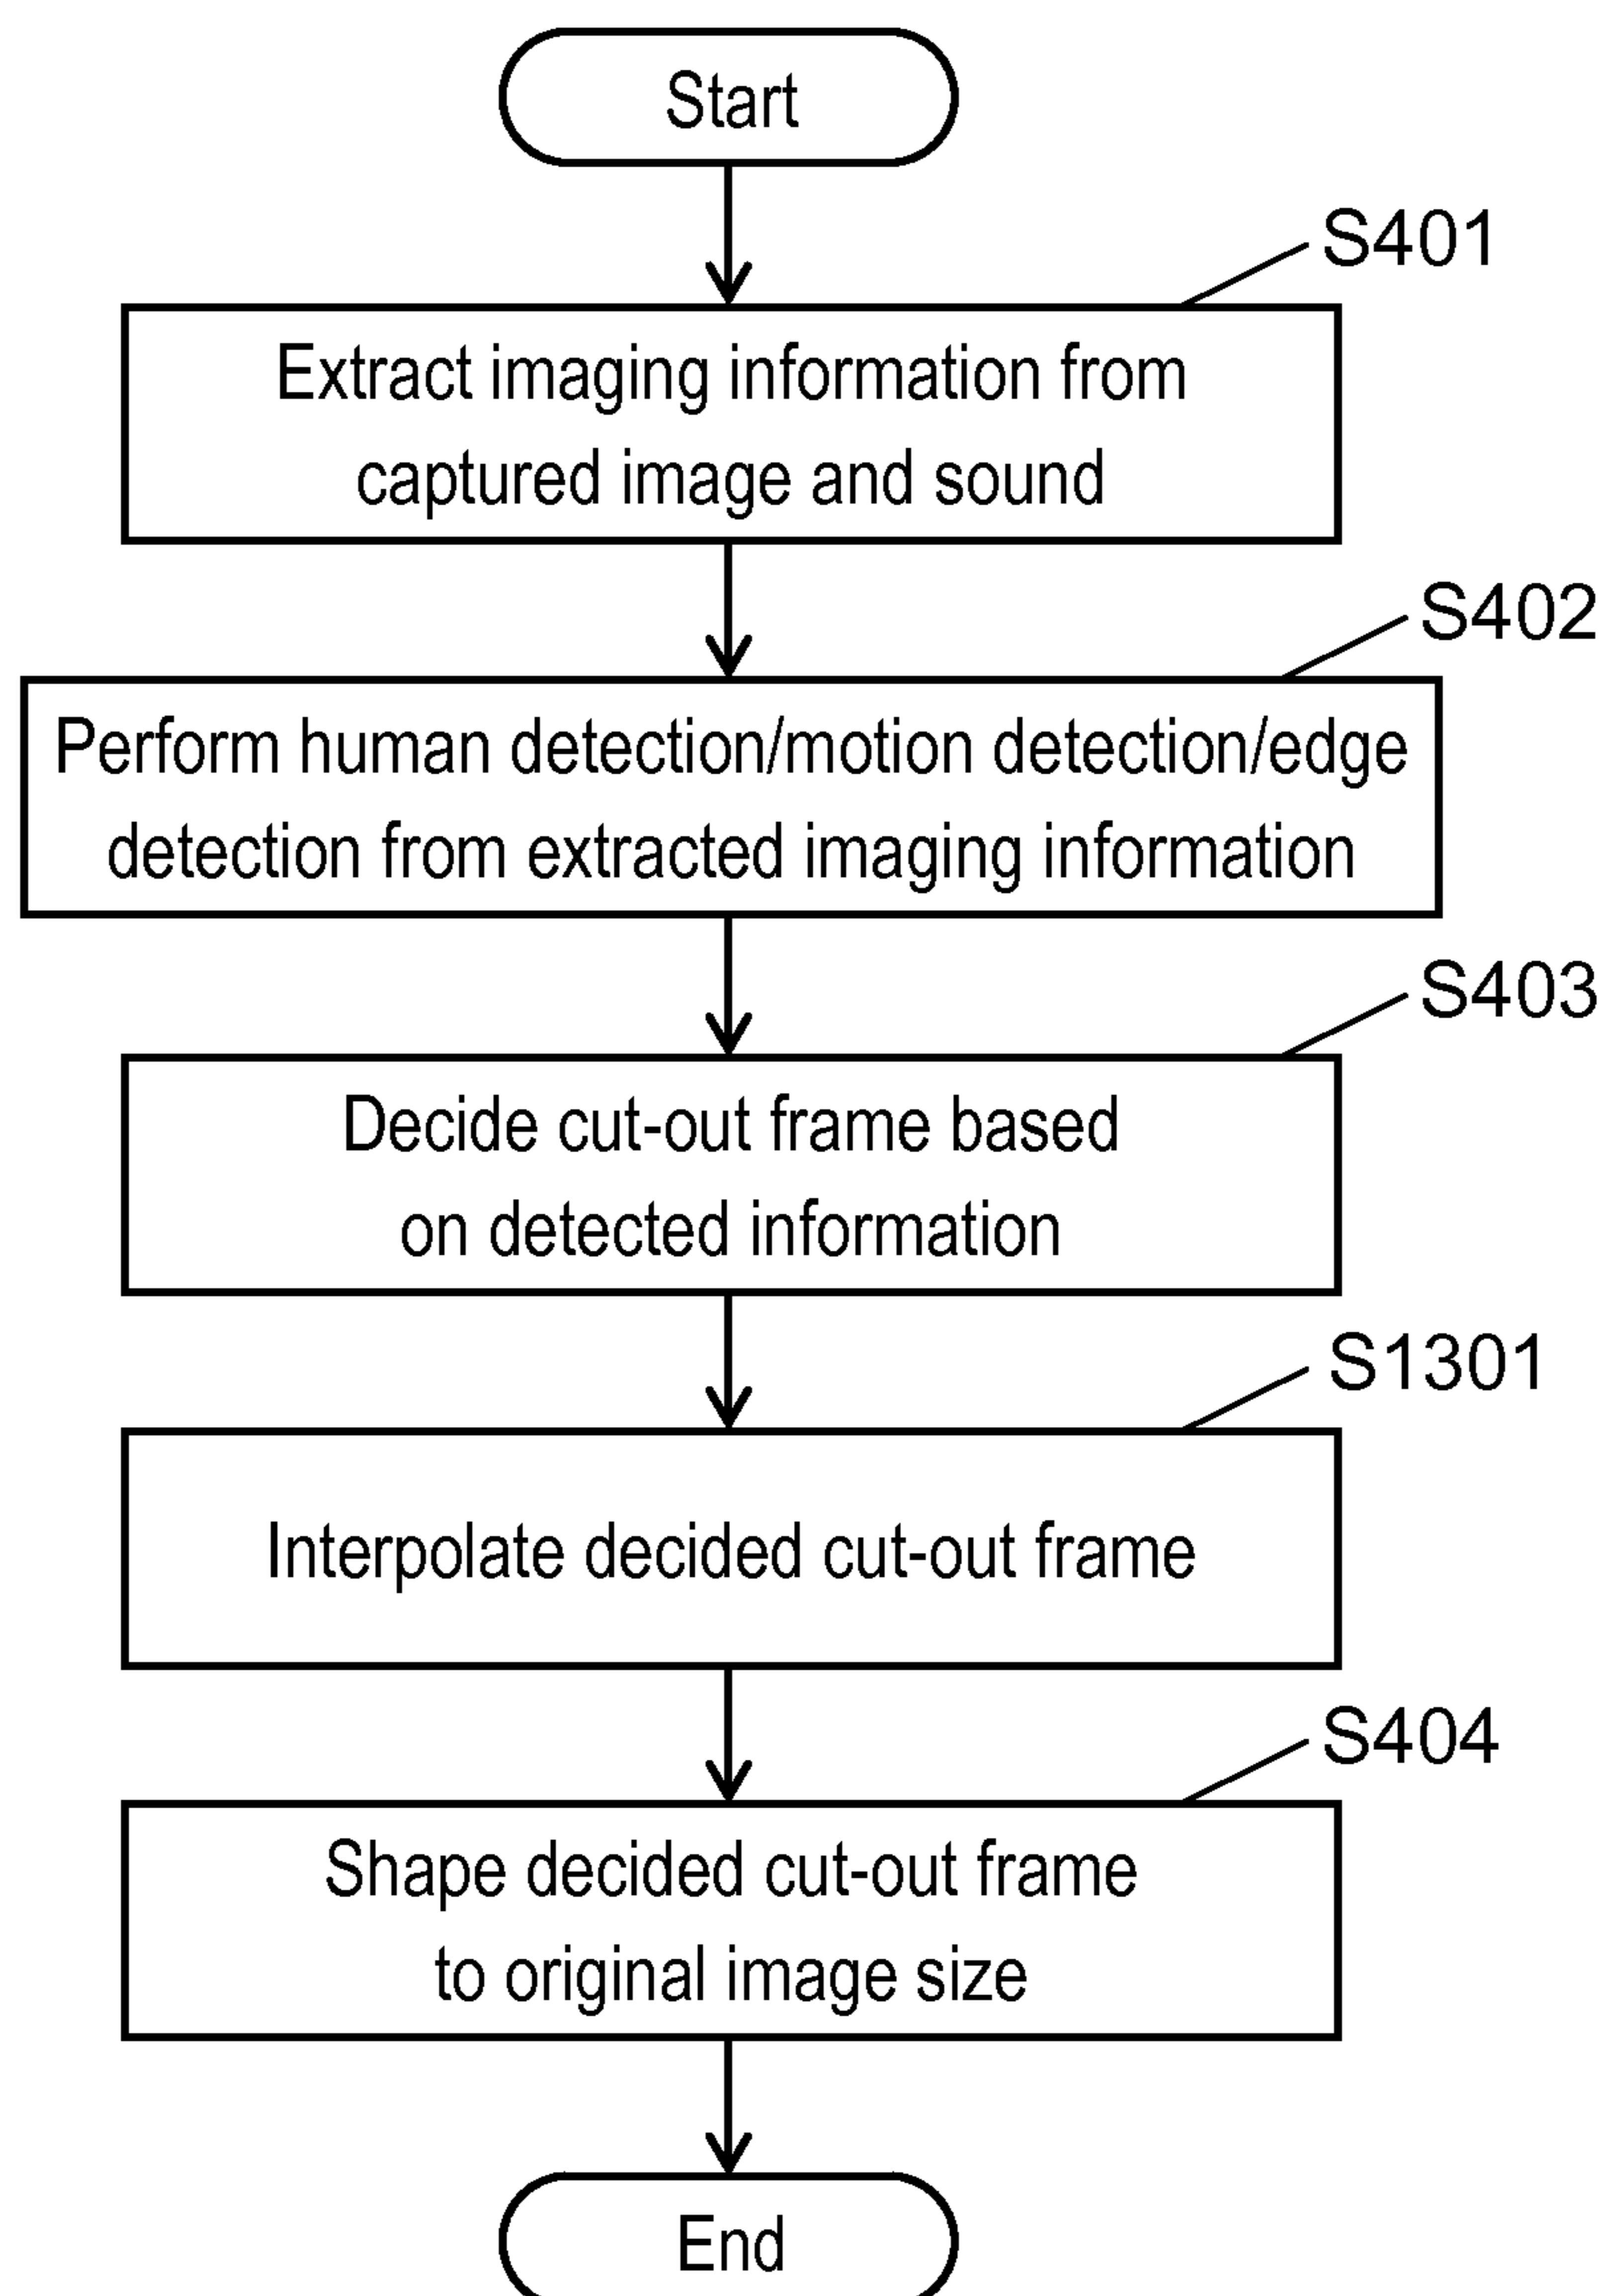 Start
S401
Extract imaging information from
captured image and sound
S402
Perform human detection/motion detection/edge
detection from extracted imaging information
S403
Decide cut-out frame based
on detected information
S1301
Interpolate decided cut-out frame
S404
Shape decided cut-out frame
to original image size
End